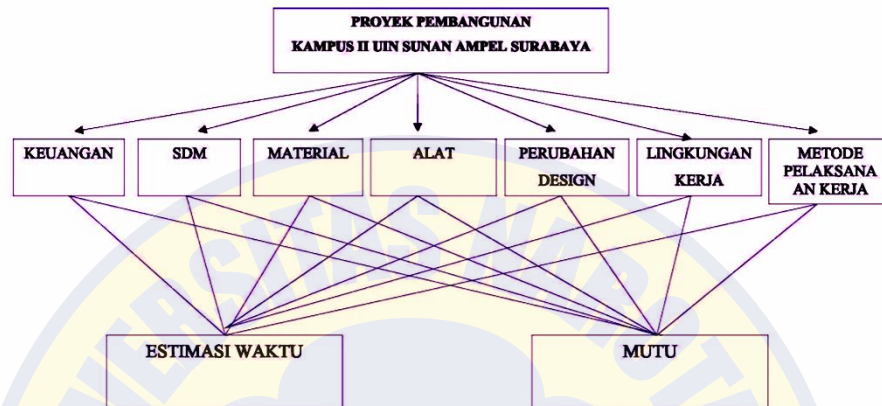 PROYEK PEMBANGUNAN
KAMPUS II UIN SUNAN AMPEL SURABAYA
KEUANGAN
SDM
MATERIAL
ALAT
PERUBAHAN
DESIGN
LINGKUNGAN
KERJA
METODE
PELAKSANA
AN KERJA
ESTIMASI WAKTU
MUTU